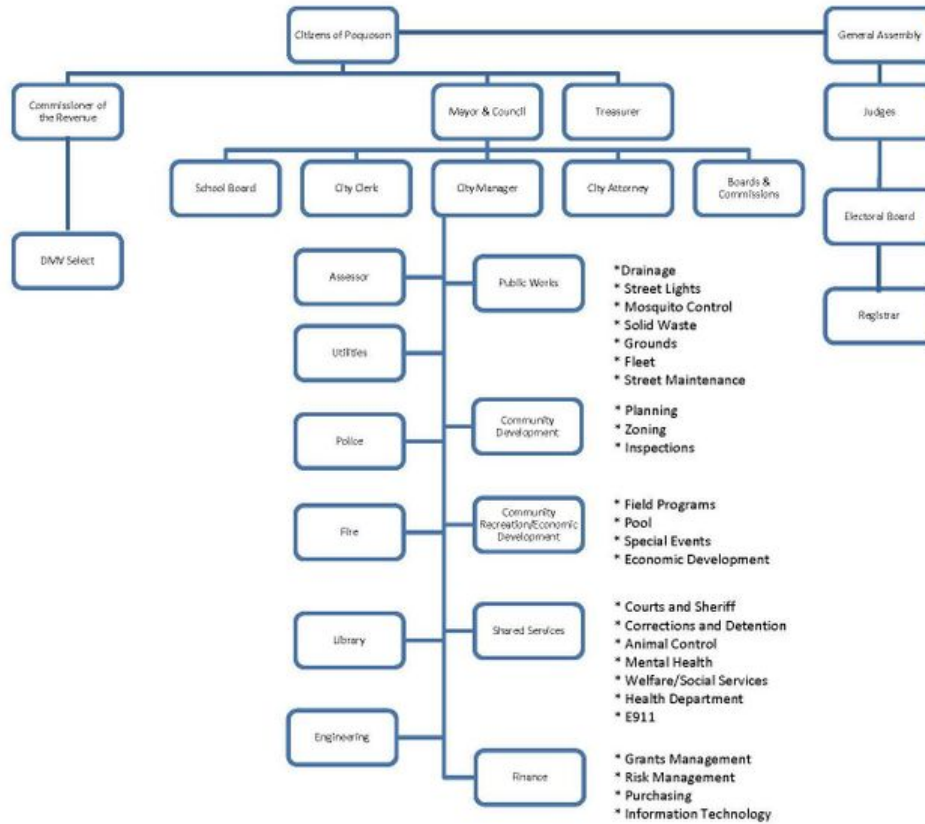 Citizens of Poquoson
General Assembly
Commissioner of
the Revenue
Mayor & Council
Treasurer
Judges
School Board
City Clerk
City Manager
City Attorney
Boards &
Commissions
Electoral Board
DMV Select
Assessor
Public Works
*Drainage
* Street Lights
* Mosquito Control
* Solid Waste
* Grounds
* Fleet
* Street Maintenance
Registrar
Utilities
Police
Community
Development
* Planning
* Zoning
* Inspections
Fire
Community
Recreation/Economic
Development
* Field Programs
* Pool
* Special Events
* Economic Development
Library
Shared Services
* Courts and Sheriff
* Corrections and Detention
* Animal Control
* Mental Health
* Welfare/Social Services
* Health Department
* E911
Engineering
Finance
* Grants Management
* Risk Management
* Purchasing
* Information Technology